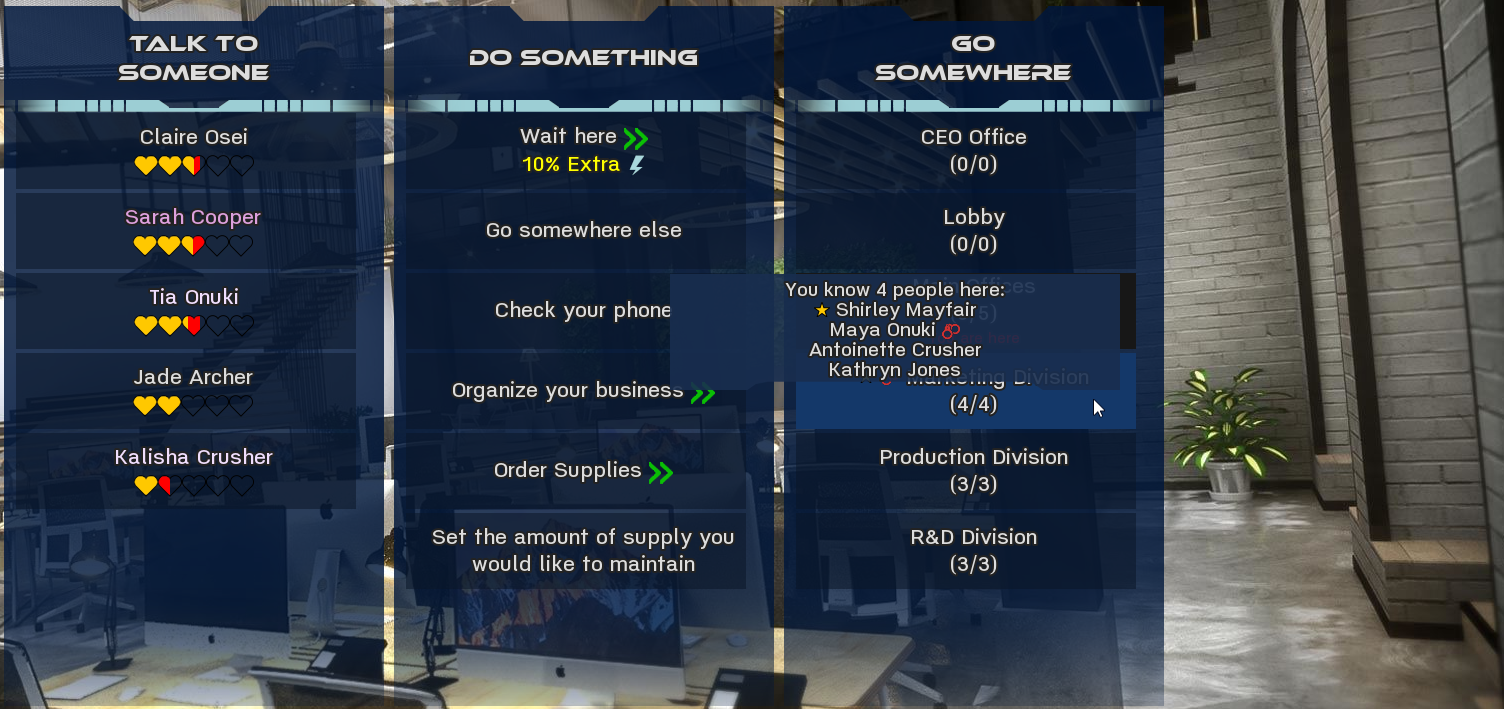 TALK TO
SOMEONE
Claire Osei
Sarah Cooper
Tia Onuki
Jade Archer
Kalisha Crusher
DO SOMETHING
Wait here
10% Extra
Go somewhere else
Check your phone
Organize your business
Order Supplies
Set the amount of supply you
would like to maintain
GO
SOMEWHERE
CEO Office
(0/0)
Lobby
(0/0)
You know 4 people here:
Shirley Mayfair
Maya Onuki
Antoinette Crusher
Kathryn Jones
Marketing Division
(4/4)
Production Division
(3/3)
R&D Division
(3/3)